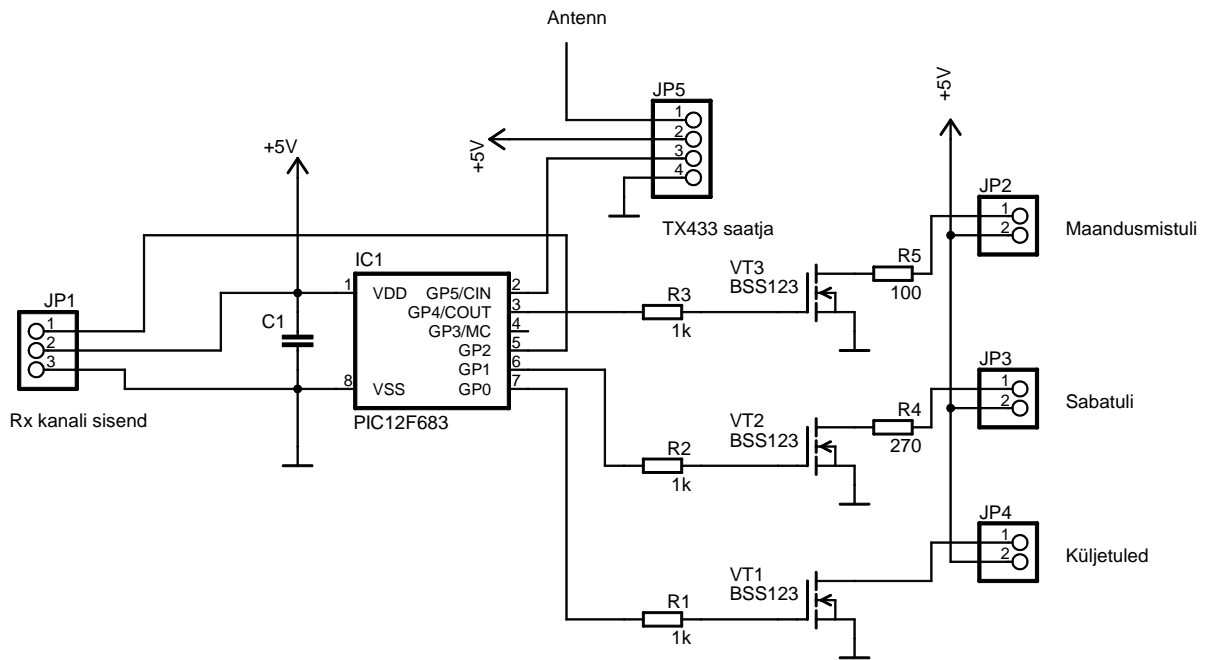 Antenn
JP5
1
2
3
4
+5V
TX433 saatja
+5V
+5V
JP2
1
2
Maandusmistuli
IC1
1
VDD
GP5/CIN
2
GP4/COUT
3
GP3/MC
4
GP2
5
GP1
6
8
VSS
GP0
7
PIC12F683
JP1
1
2
3
Rx kanali sisend
C1
R3
1k
VT3
BSS123
R5
100
R2
1k
VT2
BSS123
R4
270
JP3
1
2
Sabatuli
R1
1k
VT1
BSS123
JP4
1
2
Küljetuled